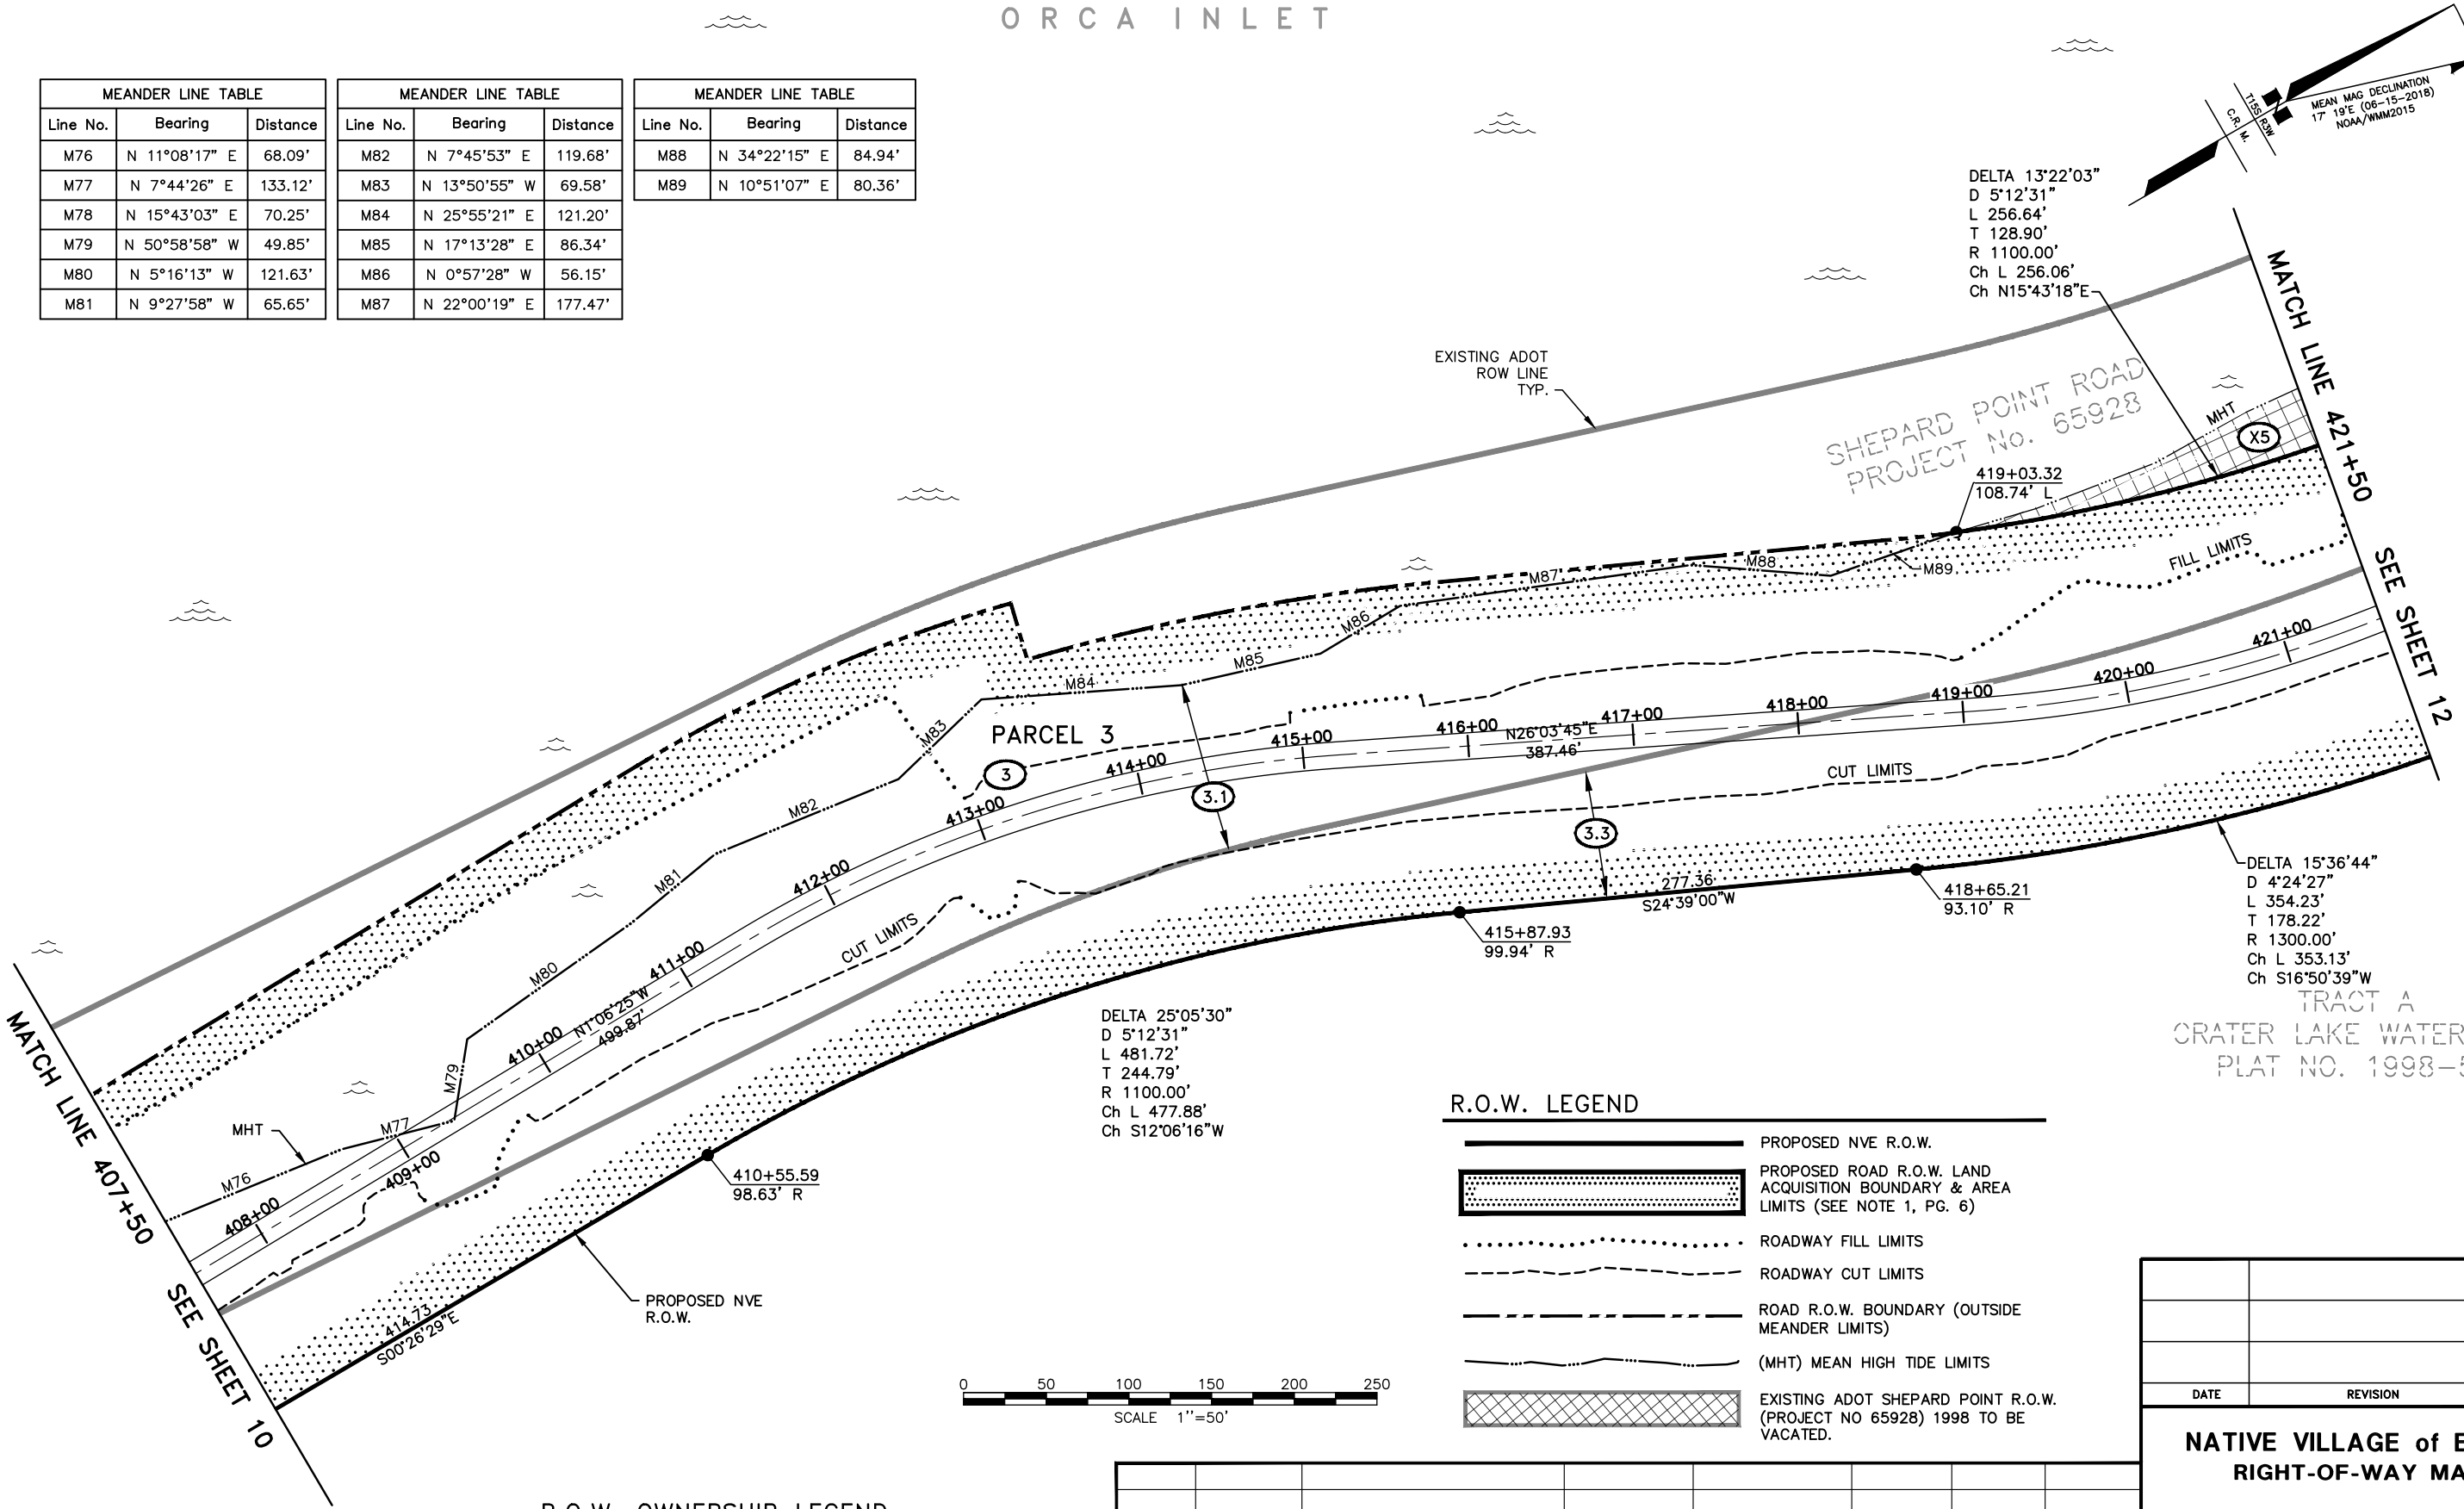 ORCA INLET
MEANDER LINE TABLE
Line No. Bearing Distance
M76 N 11°08'17" E 68.09'
M77 N 7°44'26" E 133.12'
M78 N 15°43'03" E 70.25'
M79 N 50°58'58" W 49.85'
M80 N 5°16'13" W 121.63'
M81 N 9°27'58" W 65.65'
MEANDER LINE TABLE
Line No. Bearing Distance
M82 N 7°45'53" E 119.68'
M83 N 13°50'55" W 69.58'
M84 N 25°55'21" E 121.20'
M85 N 17°13'28" E 86.34'
M86 N 0°57'28" W 56.15'
M87 N 22°00'19" E 177.47'
MEANDER LINE TABLE
Line No. Bearing Distance
M88 N 34°22'15" E 84.94'
M89 N 10°51'07" E 80.36'
T15S R3W
C.R. M.
MEAN MAG DECLINATION
17° 19'E (06-15-2018)
NOAA/WMM2015
DELTA 13°22'03"
D 5°12'31"
L 256.64'
T 128.90'
R 1100.00'
Ch L 256.06'
Ch N15°43'18"E
MATCH LINE 421+50 SEE SHEET 12
EXISTING ADOT
ROW LINE
TYP.
SHEPARD POINT ROAD
PROJECT No. 65928
MHT
X5
419+03.32
108.74' L
FILL LIMITS
M89
M88
M87
M86
M85
M84
M83
M82
M81
M80
M79
M77
M76
MHT
PARCEL 3
3
3.1
3.3
408+00
409+00
410+00
411+00
412+00
413+00
414+00
415+00
416+00
417+00
418+00
419+00
420+00
421+00
N1°06'25"W
499.87'
N26°03'45"E
387.46'
CUT LIMITS
CUT LIMITS
277.36
S24°39'00"W
418+65.21
93.10' R
415+87.93
99.94' R
DELTA 15°36'44"
D 4°24'27"
L 354.23'
T 178.22'
R 1300.00'
Ch L 353.13'
Ch S16°50'39"W
TRACT A
CRATER LAKE WATER
PLAT NO. 1998-5
DELTA 25°05'30"
D 5°12'31"
L 481.72'
T 244.79'
R 1100.00'
Ch L 477.88'
Ch S12°06'16"W
410+55.59
98.63' R
MATCH LINE 407+50 SEE SHEET 10
414.73
S00°26'29"E
PROPOSED NVE
R.O.W.
0 50 100 150 200 250
SCALE 1''=50'
R.O.W. LEGEND
PROPOSED NVE R.O.W.
PROPOSED ROAD R.O.W. LAND
ACQUISITION BOUNDARY & AREA
LIMITS (SEE NOTE 1, PG. 6)
ROADWAY FILL LIMITS
ROADWAY CUT LIMITS
ROAD R.O.W. BOUNDARY (OUTSIDE
MEANDER LIMITS)
(MHT) MEAN HIGH TIDE LIMITS
EXISTING ADOT SHEPARD POINT R.O.W.
(PROJECT NO 65928) 1998 TO BE
VACATED.
DATE REVISION
NATIVE VILLAGE of E
RIGHT-OF-WAY MA
R.O.W. OWNERSHIP LEGEND